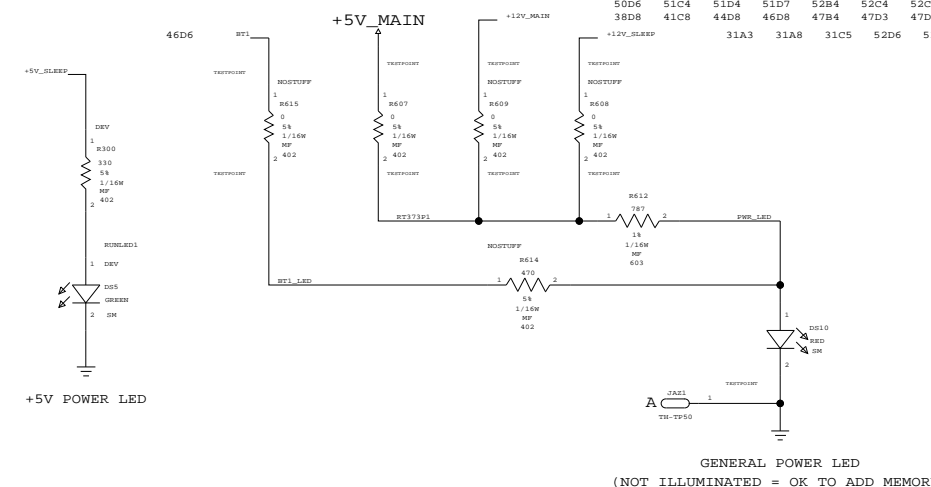 50D6 51C4 51D4 51D7 52B4 52C4 52C
38D8 41C8 44D8 46D8 47B4 47D3 47D
31A3 31A8 31C5 52D6 5
+5V_MAIN
+12V_MAIN
+12V_SLEEP
46D6 BT1
+5V_SLEEP
TESTPOINT
TESTPOINT
TESTPOINT
TESTPOINT
NOSTUFF
1
R615
0
5%
1/16W
MF
402
2
TESTPOINT
1
R607
0
5%
1/16W
MF
402
2
TESTPOINT
NOSTUFF
1
R609
0
5%
1/16W
MF
402
2
TESTPOINT
NOSTUFF
1
R608
0
5%
1/16W
MF
402
2
TESTPOINT
DEV
1
R300
330
5%
1/16W
MF
402
2
RUNLED1
1 DEV
DS5
GREEN
2 SM
+5V POWER LED
RT373P1
R612
787
1 2
1%
1/16W
MF
603
PWR_LED
NOSTUFF
R614
470
1 2
5%
1/16W
MF
402
BT1_LED
1
DS10
RED
SM
2
TESTPOINT
A JAZ1 1
TH-TP50
GENERAL POWER LED
(NOT ILLUMINATED = OK TO ADD MEMOR